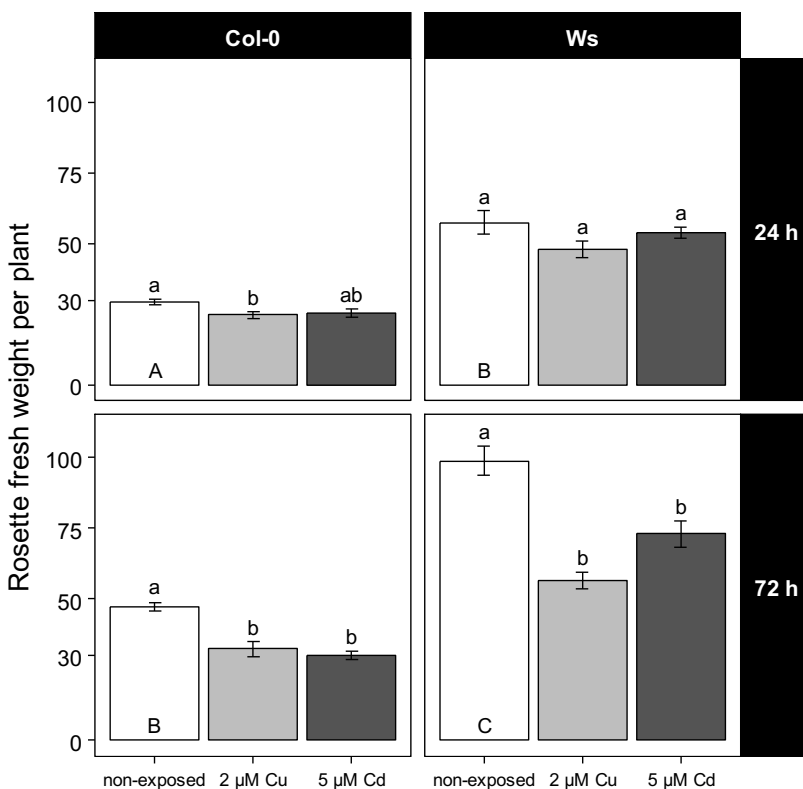 Col-0
Ws
Rosette fresh weight per plant
100
75
50
30
0
a
b
ab
A
a
a
a
B
24 h
100
75
50
30
0
a
b
b
B
a
b
b
C
72 h
non-exposed
2 µM Cu
5 µM Cd
non-exposed
2 µM Cu
5 µM Cd